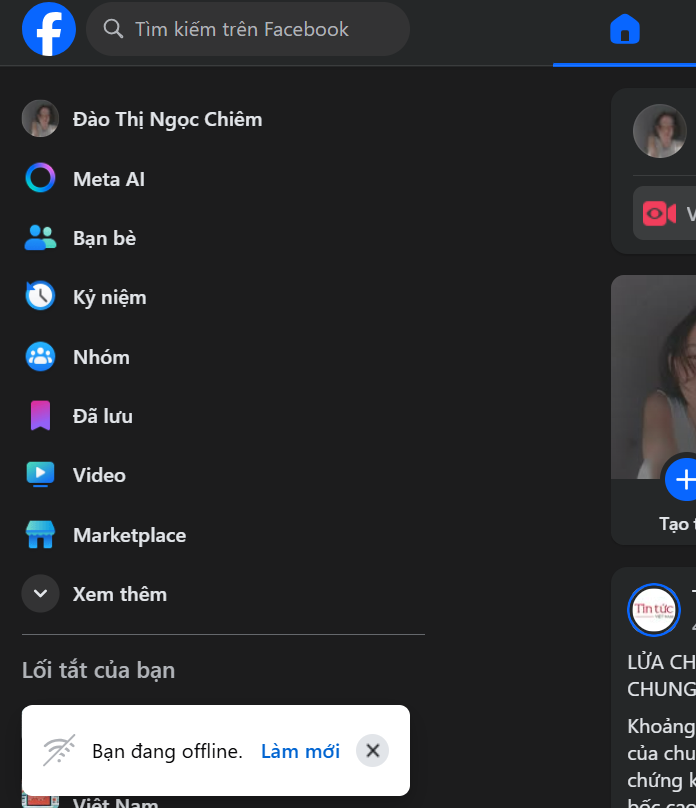 Tìm kiếm trên Facebook
Đào Thị Ngọc Chiêm
Meta AI
Bạn bè
Kỷ niệm
Nhóm
Đã lưu
Video
Marketplace
Xem thêm
Lối tắt của bạn
Bạn đang offline. Làm mới
Việt Nam
Tạo
Tin tức
LỬA CH
CHUNG
Khoảng
của chu
chứng k
bốc cao